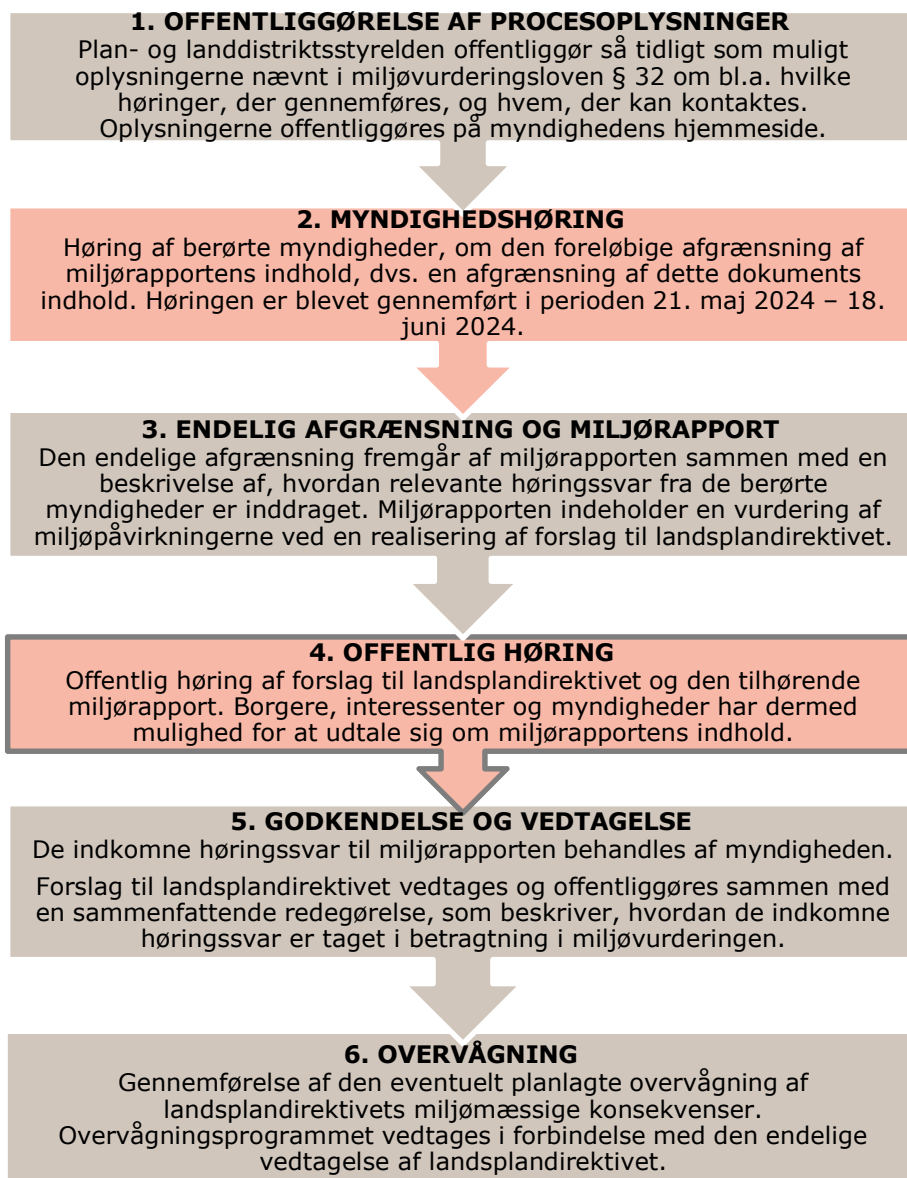 1. OFFENTLIGGØRELSE AF PROCESOPLYSNINGER
Plan- og landdistriktsstyrelden offentliggør så tidligt som muligt
oplysningerne nævnt i miljøvurderingsloven § 32 om bl.a. hvilke
høringer, der gennemføres, og hvem, der kan kontaktes.
Oplysningerne offentliggøres på myndighedens hjemmeside.
2. MYNDIGHEDSHØRING
Høring af berørte myndigheder, om den foreløbige afgrænsning af
miljørapportens indhold, dvs. en afgrænsning af dette dokuments
indhold. Høringen er blevet gennemført i perioden 21. maj 2024 – 18.
juni 2024.
3. ENDELIG AFGRÆNSNING OG MILJØRAPPORT
Den endelige afgrænsning fremgår af miljørapporten sammen med en
beskrivelse af, hvordan relevante høringssvar fra de berørte
myndigheder er inddraget. Miljørapporten indeholder en vurdering af
miljøpåvirkningerne ved en realisering af forslag til landsplandirektivet.
4. OFFENTLIG HØRING
Offentlig høring af forslag til landsplandirektivet og den tilhørende
miljørapport. Borgere, interessenter og myndigheder har dermed
mulighed for at udtale sig om miljørapportens indhold.
5. GODKENDELSE OG VEDTAGELSE
De indkomne høringssvar til miljørapporten behandles af myndigheden.
Forslag til landsplandirektivet vedtages og offentliggøres sammen med
en sammenfattende redegørelse, som beskriver, hvordan de indkomne
høringssvar er taget i betragtning i miljøvurderingen.
6. OVERVÅGNING
Gennemførelse af den eventuelt planlagte overvågning af
landsplandirektivets miljømæssige konsekvenser.
Overvågningsprogrammet vedtages i forbindelse med den endelige
vedtagelse af landsplandirektivet.